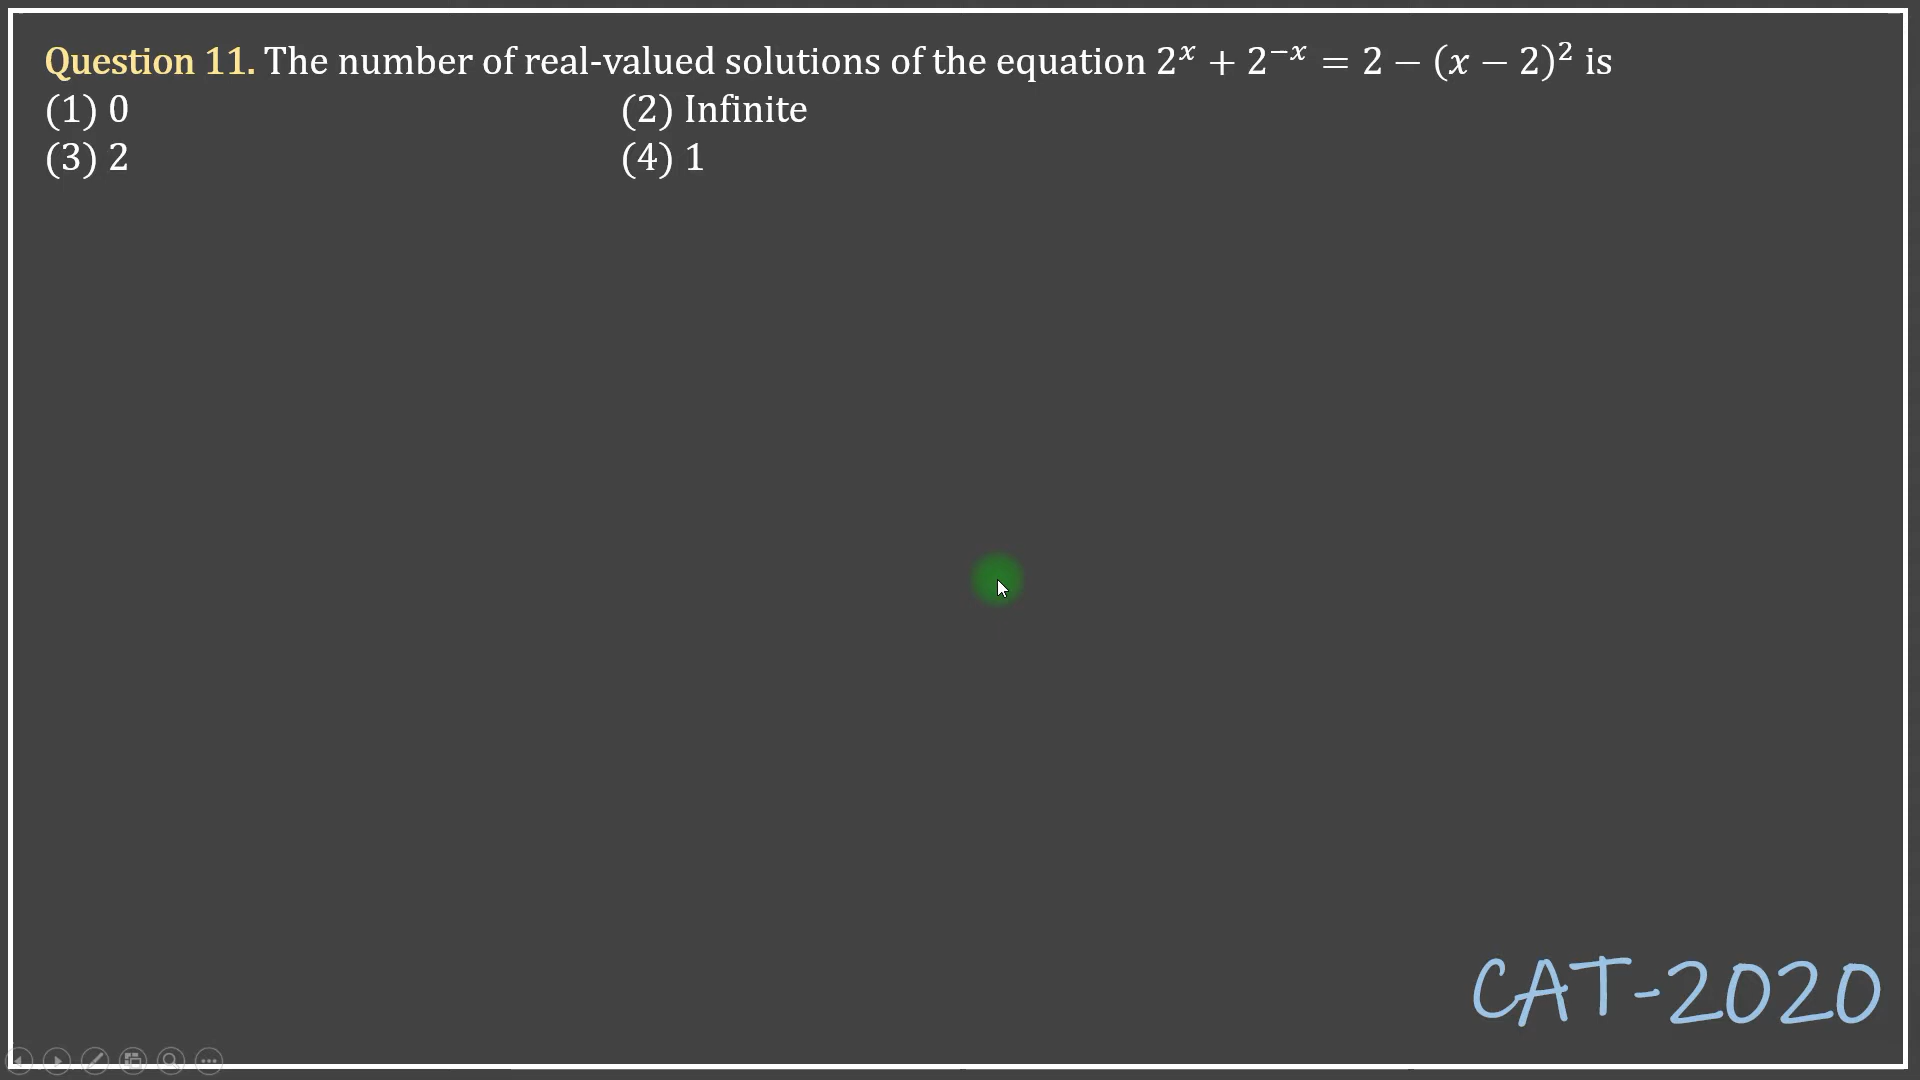 Question 11. The number of real-valued solutions of the equation 2ˣ + 2⁻ˣ = 2 − (x − 2)² is
(1) 0 (2) Infinite
(3) 2 (4) 1
CAT-2020